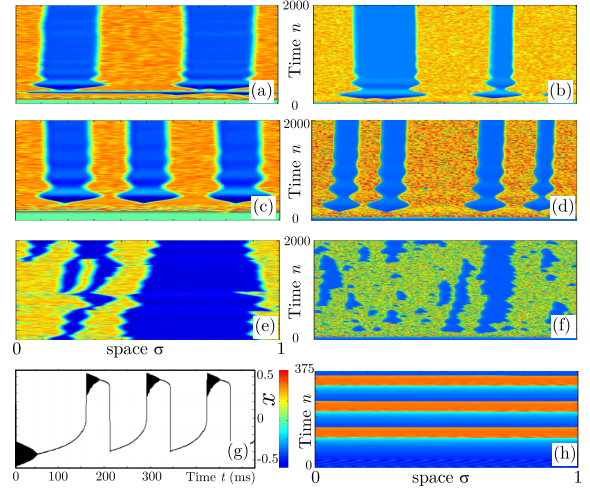 2000
2000
Time n
(a)
(b)
0
2000
Time n
(c)
(d)
0
2000
Time n
(e)
(f)
0
0
space σ
1
375
0.5
x
Time n
0
-0.5
(g)
(h)
0
0 100 200 300
Time t (ms)
0
space σ
1